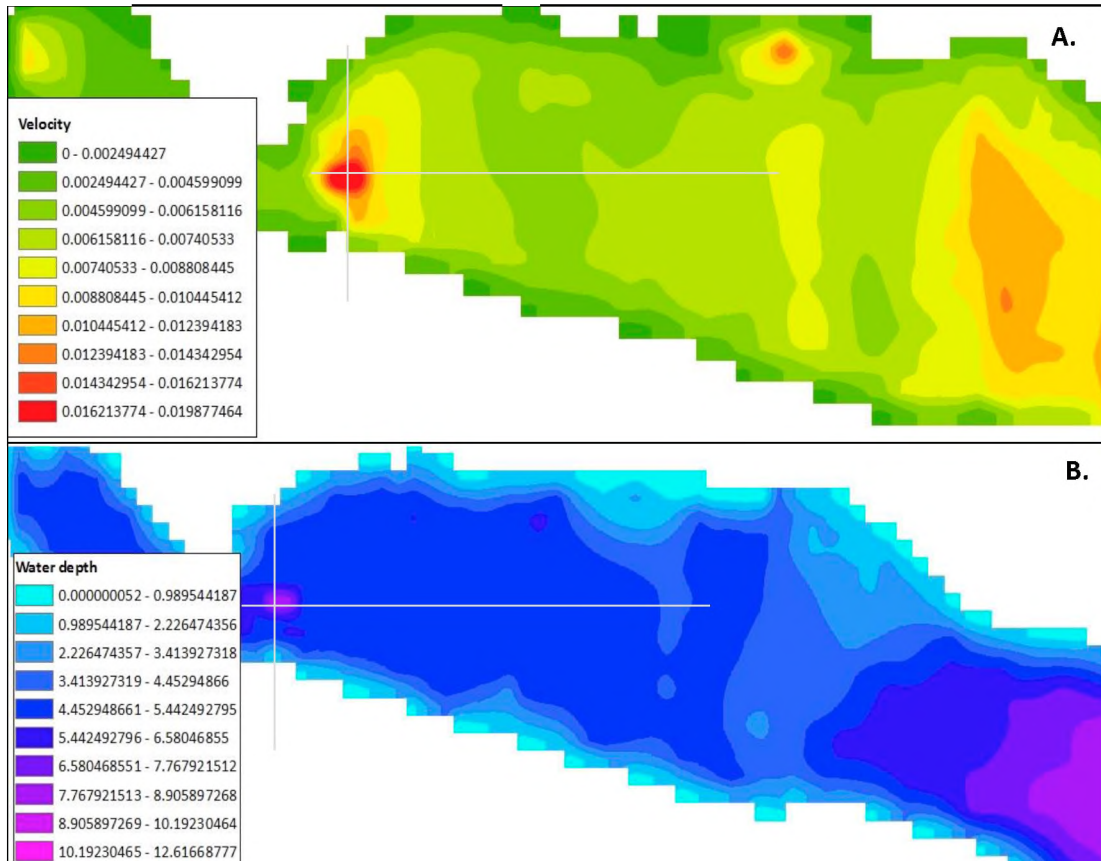 A.
Velocity
0 - 0.002494427
0.002494427 - 0.004599099
0.004599099 - 0.006158116
0.006158116 - 0.00740533
0.00740533 - 0.008808445
0.008808445 - 0.010445412
0.010445412 - 0.012394183
0.012394183 - 0.014342954
0.014342954 - 0.016213774
0.016213774 - 0.019877464
B.
Water depth
0.000000052 - 0.989544187
0.989544187 - 2.226474356
2.226474357 - 3.413927318
3.413927319 - 4.45294866
4.452948661 - 5.442492795
5.442492796 - 6.58046855
6.580468551 - 7.767921512
7.767921513 - 8.905897268
8.905897269 - 10.19230464
10.19230465 - 12.61668777